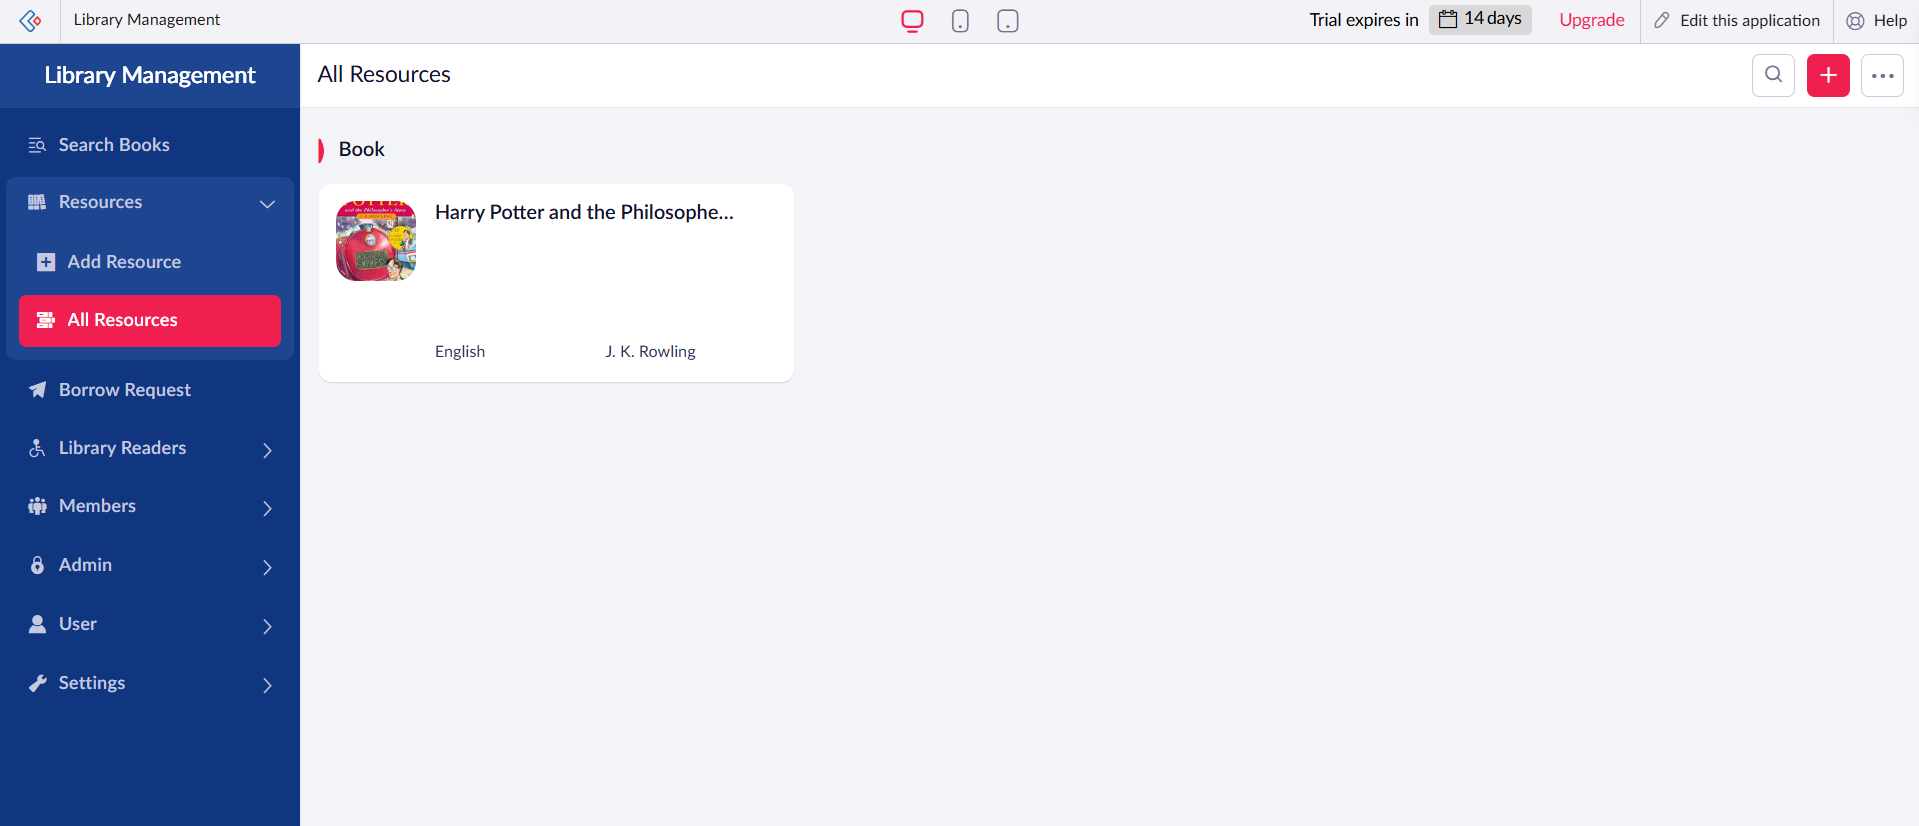 Library Management
Trial expires in 14 days Upgrade Edit this application Help
Library Management
All Resources
Search Books
Resources
Add Resource
All Resources
Borrow Request
Library Readers
Members
Admin
User
Settings
Book
Harry Potter and the Philosophe...
English
J. K. Rowling